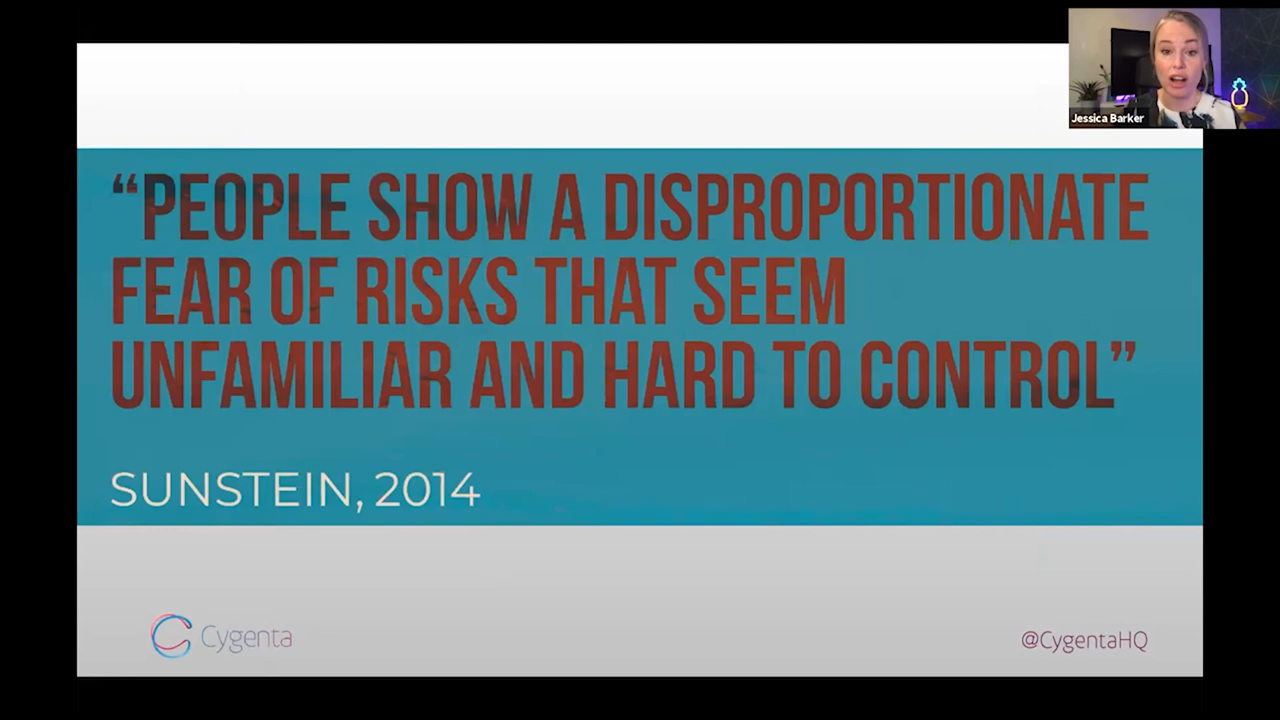 Jessica Barker
“PEOPLE SHOW A DISPROPORTIONATE
FEAR OF RISKS THAT SEEM
UNFAMILIAR AND HARD TO CONTROL”
SUNSTEIN, 2014
Cygenta
@CygentaHQ